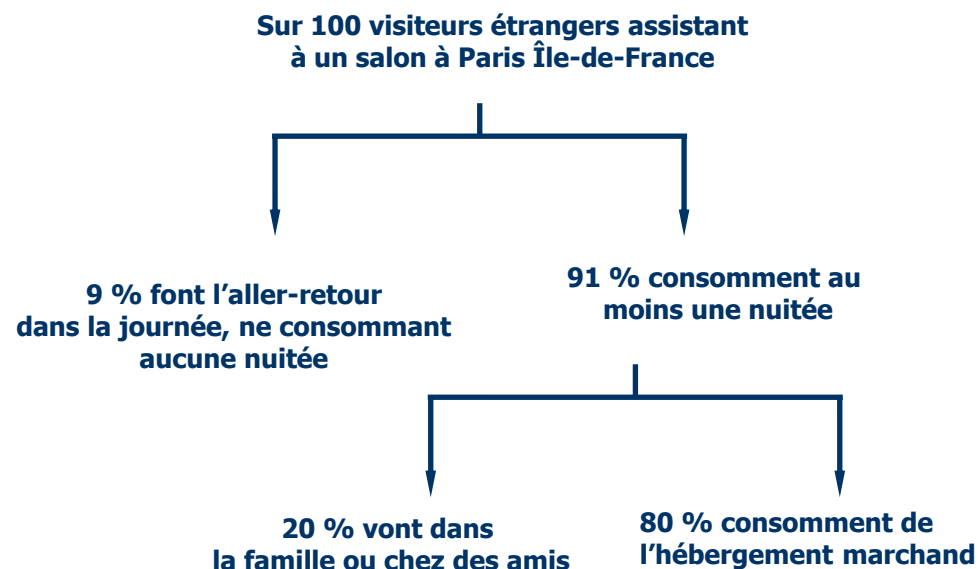 Sur 100 visiteurs étrangers assistant
à un salon à Paris Île-de-France
9 % font l’aller-retour
dans la journée, ne consommant
aucune nuitée
91 % consomment au
moins une nuitée
20 % vont dans
la famille ou chez des amis
80 % consomment de
l’hébergement marchand